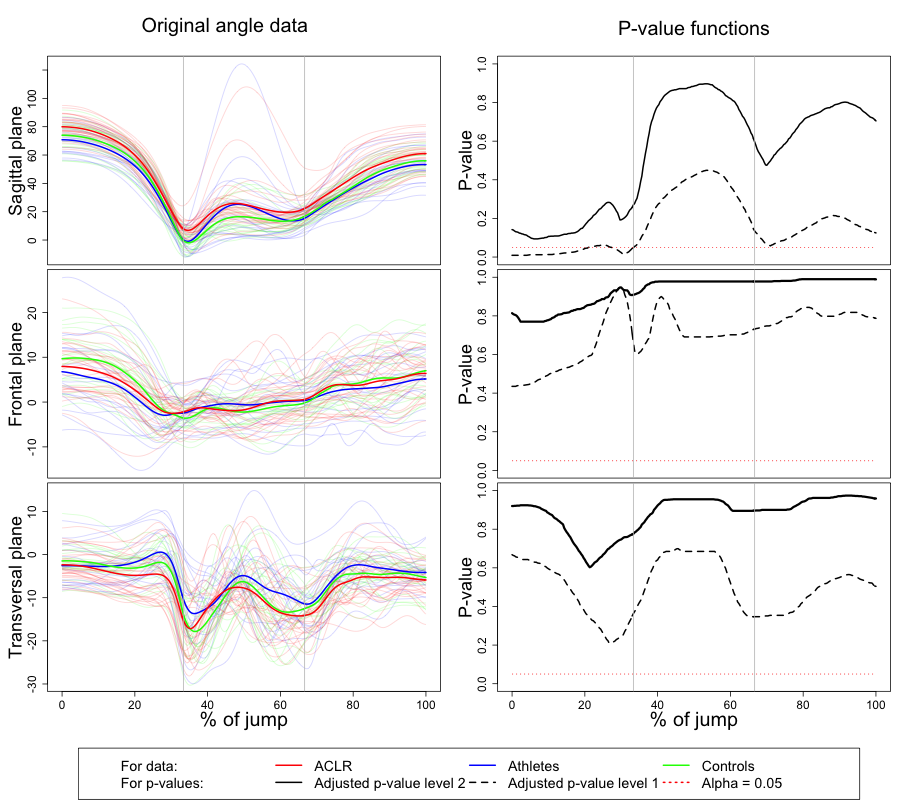 Original angle data
P-value functions
Sagittal plane
0 20 40 60 80 100
P-value
0.0 0.2 0.4 0.6 0.8 1.0
Frontal plane
-10 0 10 20
P-value
0.0 0.2 0.4 0.6 0.8 1.0
Transversal plane
-30 -20 -10 0 10
P-value
0.0 0.2 0.4 0.6 0.8 1.0
0 20 40 60 80 100
0 20 40 60 80 100
% of jump
% of jump
For data: ACLR Athletes Controls
For p-values: Adjusted p-value level 2 Adjusted p-value level 1 Alpha = 0.05